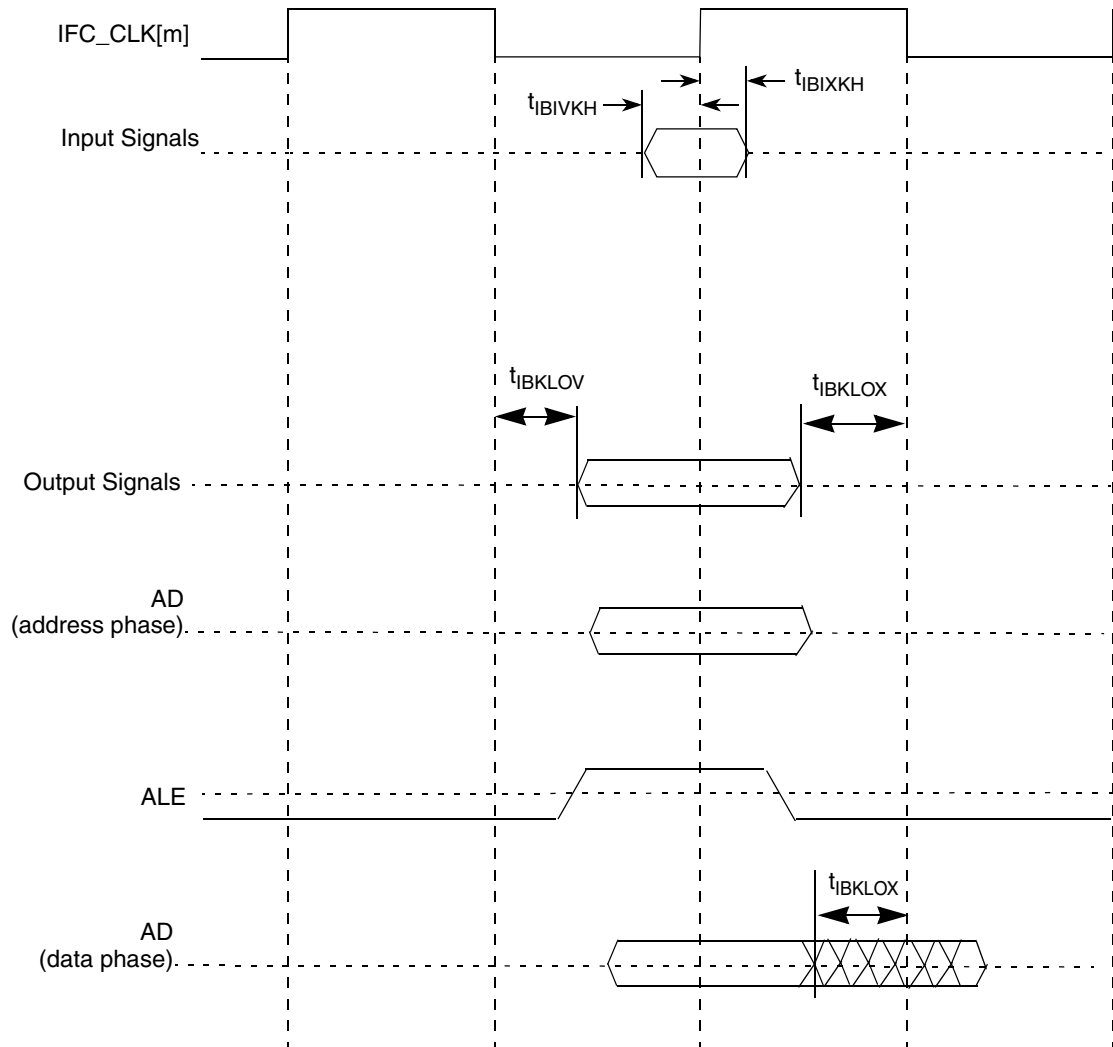 IFC_CLK[m]
tIBIXKH
tIBIVKH
Input Signals
tIBKLOV
tIBKLOX
Output Signals
AD
(address phase)
ALE
tIBKLOX
AD
(data phase)